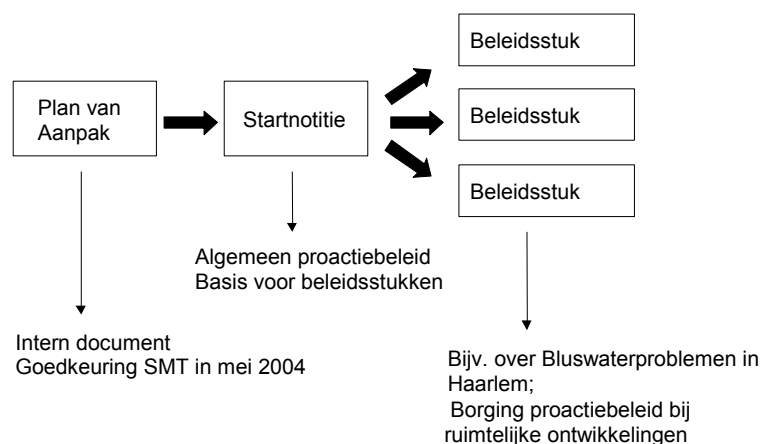 Plan van
Aanpak
Startnotitie
Beleidsstuk
Beleidsstuk
Beleidsstuk
Algemeen proactiebeleid
Basis voor beleidsstukken
Intern document
Goedkeuring SMT in mei 2004
Bijv. over Bluswaterproblemen in
Haarlem;
Borging proactiebeleid bij
ruimtelijke ontwikkelingen